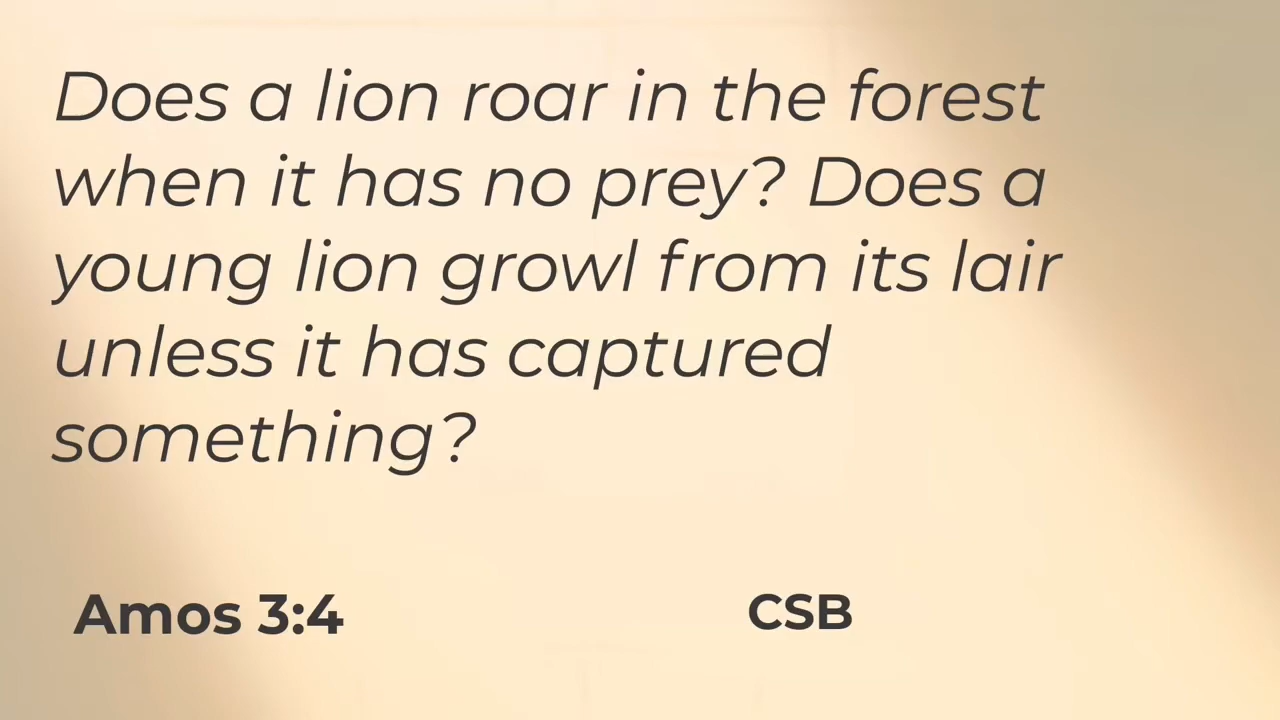 Does a lion roar in the forest
when it has no prey? Does a
young lion growl from its lair
unless it has captured
something?
Amos 3:4
CSB